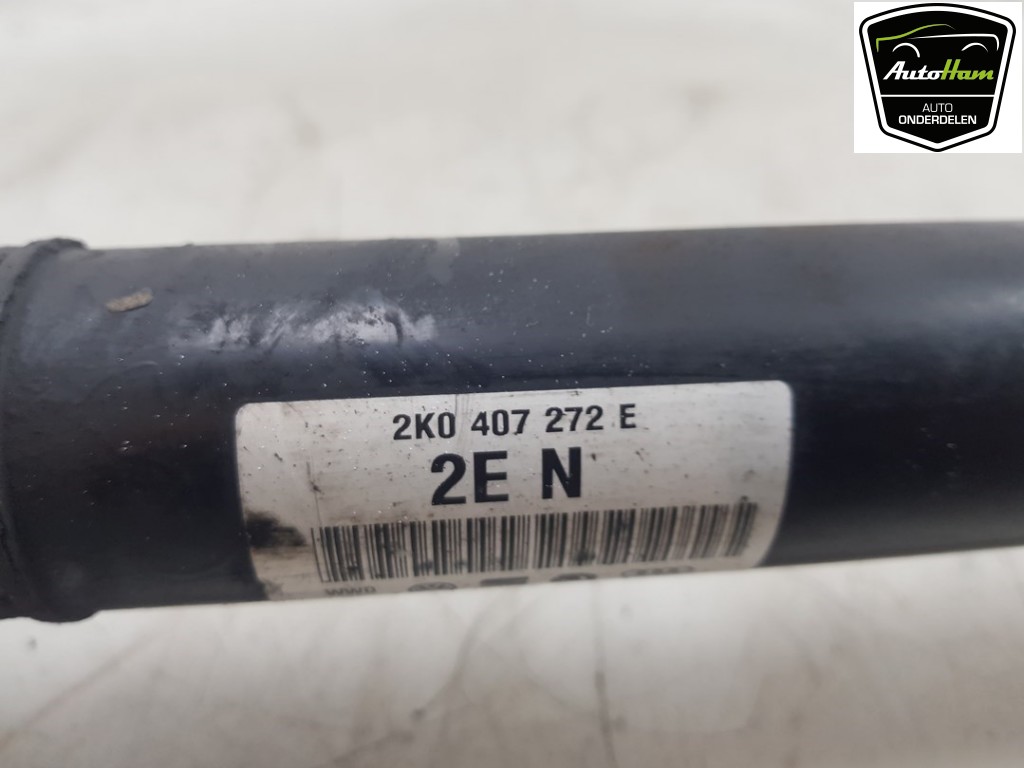 AutoHam
AUTO
ONDERDELEN
2K0 407 272 E
2E N